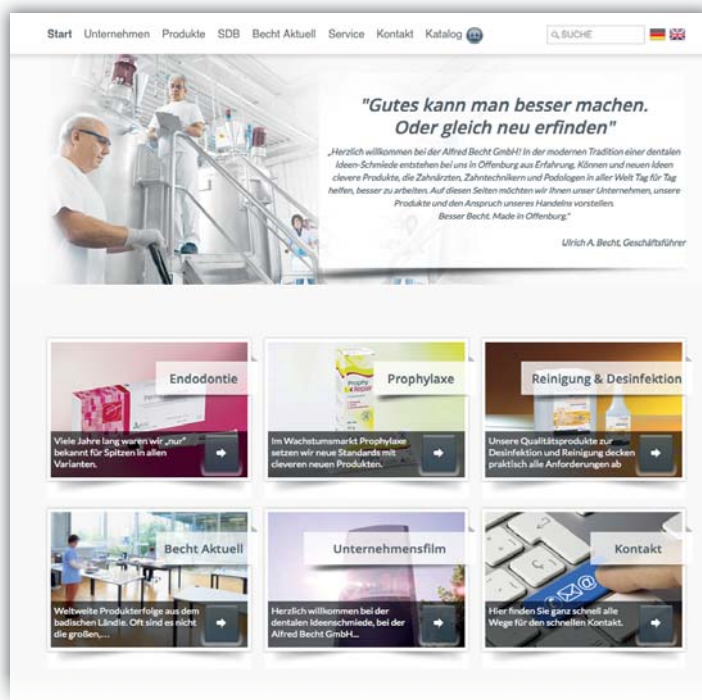 Start Unternehmen Produkte SDB Becht Aktuell Service Kontakt Katalog
SUCHE
"Gutes kann man besser machen.
Oder gleich neu erfinden"
„Herzlich willkommen bei der Alfred Becht GmbH! In der modernen Tradition einer dentalen
Ideen-Schmiede entstehen bei uns in Offenburg aus Erfahrung, Können und neuen Ideen
clevere Produkte, die Zahnärzten, Zahntechnikern und Podologen in aller Welt Tag für Tag
helfen, besser zu arbeiten. Auf diesen Seiten möchten wir Ihnen unser Unternehmen, unsere
Produkte und den Anspruch unseres Handelns vorstellen.
Besser Becht. Made in Offenburg."
Ulrich A. Becht, Geschäftsführer
Endodontie
Viele Jahre lang waren wir „nur"
bekannt für Spitzen in allen
Varianten.
Prophy
Prophylaxe
Im Wachstumsmarkt Prophylaxe
setzen wir neue Standards mit
cleveren neuen Produkten.
Reinigung & Desinfektion
Unsere Qualitätsprodukte zur
Desinfektion und Reinigung decken
praktisch alle Anforderungen ab
Becht Aktuell
Weltweite Produkterfolge aus dem
badischen Ländle. Oft sind es nicht
die großen,....
Unternehmensfilm
Herzlich willkommen bei der
dentalen Ideenschmiede, bei der
Alfred Becht GmbH...
Kontakt
Hier finden Sie ganz schnell alle
Wege für den schnellen Kontakt.